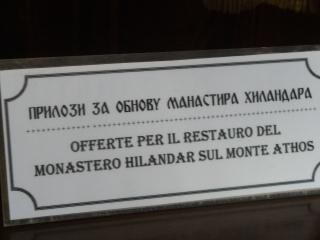 ПРИЛОЗИ ЗА ОБНОВУ МАНАСТИРА ХИЛАНДАРА
OFFERTE PER IL RESTAURO DEL
MONASTERO HILANDAR SUL MONTE ATHOS